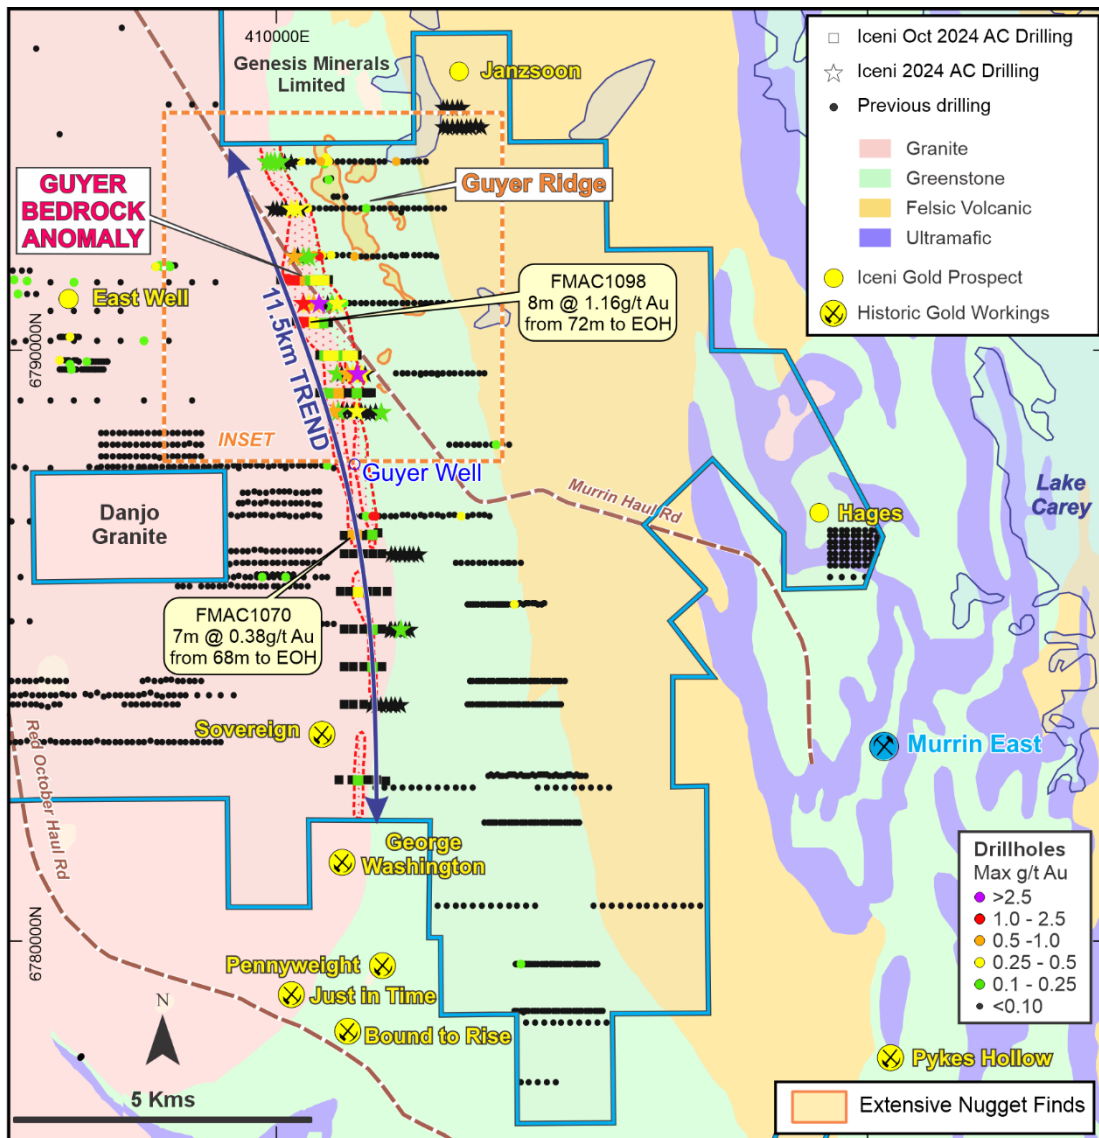 410000E
Genesis Minerals
Limited
Janzsoon
Iceni Oct 2024 AC Drilling
Iceni 2024 AC Drilling
Previous drilling
Granite
Greenstone
Felsic Volcanic
Ultramafic
Iceni Gold Prospect
Historic Gold Workings
GUYER
BEDROCK
ANOMALY
Guyer Ridge
East Well
FMAC1098
8m @ 1.16g/t Au
from 72m to EOH
6790000N
11.5km TREND
INSET
Guyer Well
Murrin Haul Rd
Lake
Carey
Hages
Danjo
Granite
FMAC1070
7m @ 0.38g/t Au
from 68m to EOH
Sovereign
Red October Haul Rd
Murrin East
George
Washington
Drillholes
Max g/t Au
>2.5
1.0 - 2.5
0.5 -1.0
0.25 - 0.5
0.1 - 0.25
<0.10
6780000N
Pennyweight
Just in Time
Bound to Rise
N
Pykes Hollow
5 Kms
Extensive Nugget Finds